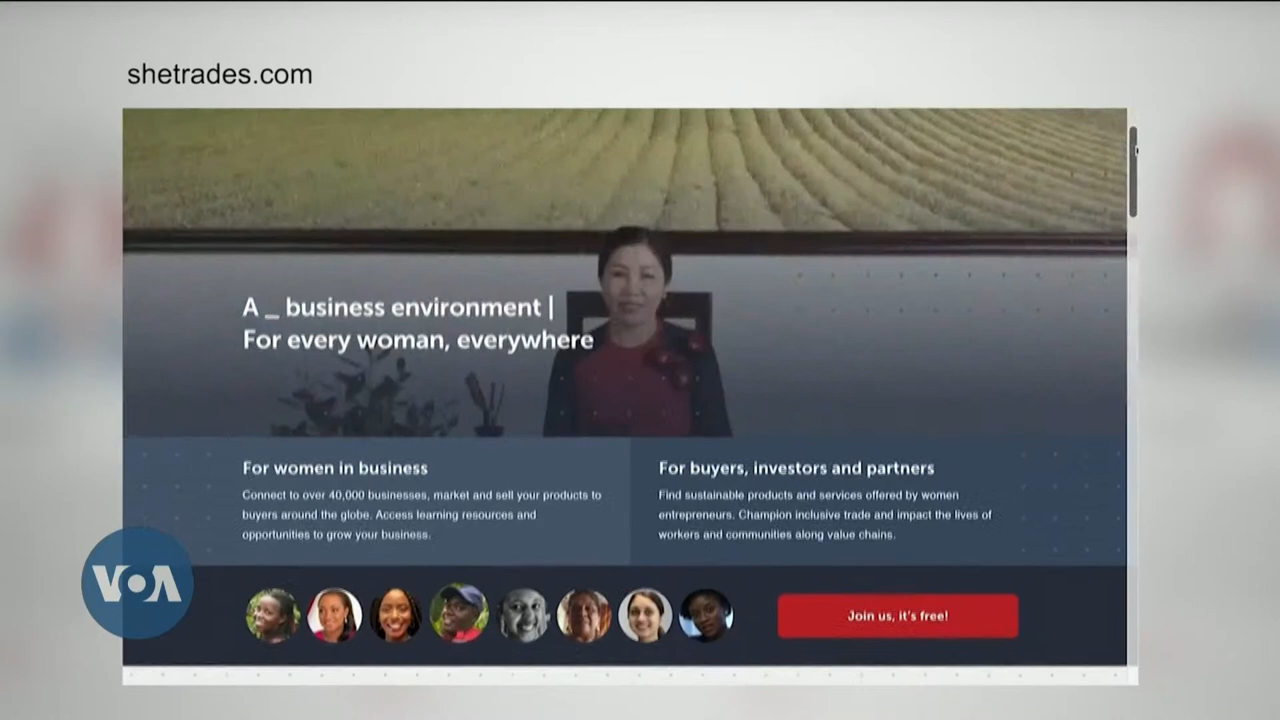 shetrades.com
A _ business environment |
For every woman, everywhere
For women in business
Connect to over 40,000 businesses, market and sell your products to
buyers around the globe. Access learning resources and
opportunities to grow your business.
For buyers, investors and partners
Find sustainable products and services offered by women
entrepreneurs. Champion inclusive trade and impact the lives of
workers and communities along value chains.
VOA
Join us, it's free!